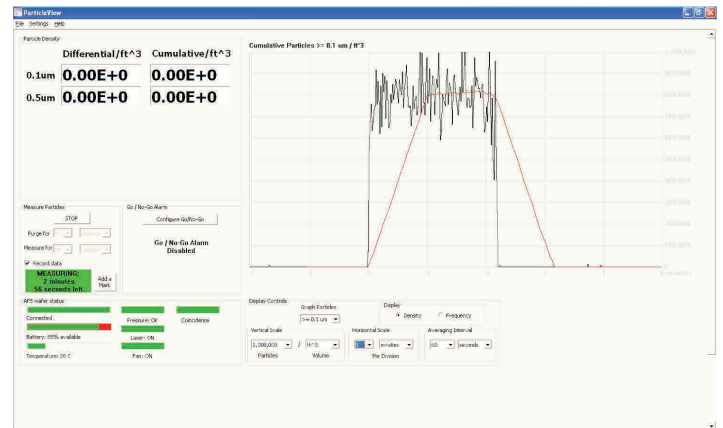 ParticleView
File Settings Help
Particle Density
Differential/ft^3 Cumulative/ft^3
0.1um 0.00E+0 0.00E+0
0.5um 0.00E+0 0.00E+0
Cumulative Particles >= 0.1 um / ft^3
Measure Particles
STOP
Purge for
Measure for
Record data
MEASURING:
2 minutes
56 seconds left
Add a
Mark
Go / No-Go Alarm
Configure Go/No-Go
Go / No-Go Alarm
Disabled
APS wafer status
Connected
Pressure: OK
Coincidence
Battery: 85% available
Laser: ON
Temperature: 26 C
Fan: ON
Display Controls
Graph Particles
>= 0.1 um
Display
Density Frequency
Vertical Scale
1,000,000 / ft^3
Particles Volume
Horizontal Scale
1 minutes
Per Division
Averaging Interval
60 seconds